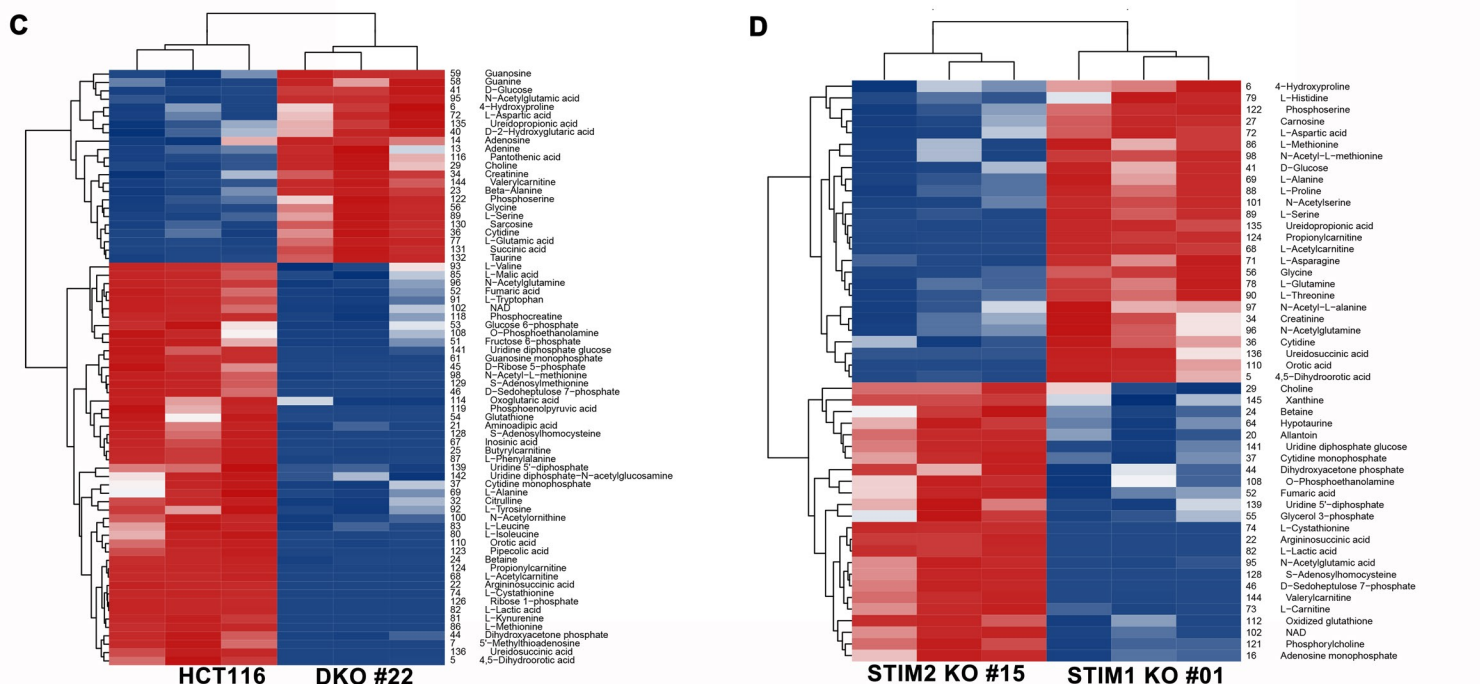 C
59 Guanosine
58 Guanine
41 D−Glucose
95 N−Acetylglutamic acid
6 4−Hydroxyproline
72 L−Aspartic acid
135 Ureidopropionic acid
40 D−2−Hydroxyglutaric acid
14 Adenosine
13 Adenine
116 Pantothenic acid
29 Choline
34 Creatinine
144 Valerylcarnitine
23 Beta−Alanine
122 Phosphoserine
56 Glycine
89 L−Serine
130 Sarcosine
36 Cytidine
77 L−Glutamic acid
131 Succinic acid
132 Taurine
93 L−Valine
85 L−Malic acid
96 N−Acetylglutamine
52 Fumaric acid
91 L−Tryptophan
102 NAD
118 Phosphocreatine
53 Glucose 6−phosphate
108 O−Phosphoethanolamine
51 Fructose 6−phosphate
141 Uridine diphosphate glucose
61 Guanosine monophosphate
45 D−Ribose 5−phosphate
98 N−Acetyl−L−methionine
129 S−Adenosylmethionine
46 D−Sedoheptulose 7−phosphate
114 Oxoglutaric acid
119 Phosphoenolpyruvic acid
54 Glutathione
21 Aminoadipic acid
128 S−Adenosylhomocysteine
67 Inosinic acid
25 Butyrylcarnitine
87 L−Phenylalanine
139 Uridine 5'−diphosphate
142 Uridine diphosphate−N−acetylglucosamine
37 Cytidine monophosphate
69 L−Alanine
32 Citrulline
92 L−Tyrosine
100 N−Acetylornithine
83 L−Leucine
80 L−Isoleucine
110 Orotic acid
123 Pipecolic acid
24 Betaine
124 Propionylcarnitine
68 L−Acetylcarnitine
22 Argininosuccinic acid
74 L−Cystathionine
126 Ribose 1−phosphate
82 L−Lactic acid
81 L−Kynurenine
86 L−Methionine
44 Dihydroxyacetone phosphate
7 5'−Methylthioadenosine
136 Ureidosuccinic acid
5 4,5−Dihydroorotic acid
HCT116 DKO #22
D
6 4−Hydroxyproline
79 L−Histidine
122 Phosphoserine
27 Carnosine
72 L−Aspartic acid
86 L−Methionine
98 N−Acetyl−L−methionine
41 D−Glucose
69 L−Alanine
88 L−Proline
101 N−Acetylserine
89 L−Serine
135 Ureidopropionic acid
124 Propionylcarnitine
68 L−Acetylcarnitine
71 L−Asparagine
56 Glycine
78 L−Glutamine
90 L−Threonine
97 N−Acetyl−L−alanine
34 Creatinine
96 N−Acetylglutamine
36 Cytidine
136 Ureidosuccinic acid
110 Orotic acid
5 4,5−Dihydroorotic acid
29 Choline
145 Xanthine
24 Betaine
64 Hypotaurine
20 Allantoin
141 Uridine diphosphate glucose
37 Cytidine monophosphate
44 Dihydroxyacetone phosphate
108 O−Phosphoethanolamine
52 Fumaric acid
139 Uridine 5'−diphosphate
55 Glycerol 3−phosphate
74 L−Cystathionine
22 Argininosuccinic acid
82 L−Lactic acid
95 N−Acetylglutamic acid
128 S−Adenosylhomocysteine
46 D−Sedoheptulose 7−phosphate
144 Valerylcarnitine
73 L−Carnitine
112 Oxidized glutathione
102 NAD
121 Phosphorylcholine
16 Adenosine monophosphate
STIM2 KO #15 STIM1 KO #01